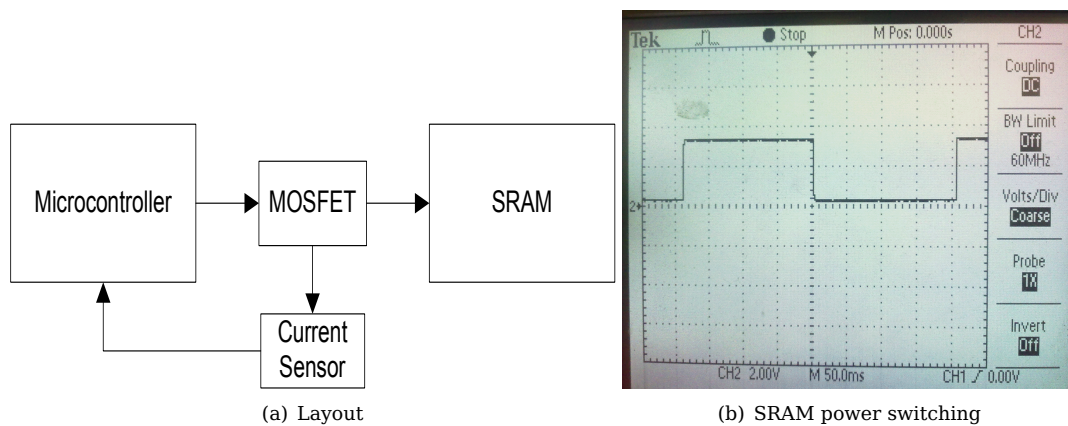 Microcontroller
MOSFET
SRAM
Current
Sensor
(a) Layout
Tek
Stop
M Pos: 0.000s
CH2
Coupling
DC
BW Limit
Off
60MHz
Volts/Div
Coarse
Probe
1X
Invert
Off
2
CH2 2.00V
M 50.0ms
CH1
0.00V
(b) SRAM power switching